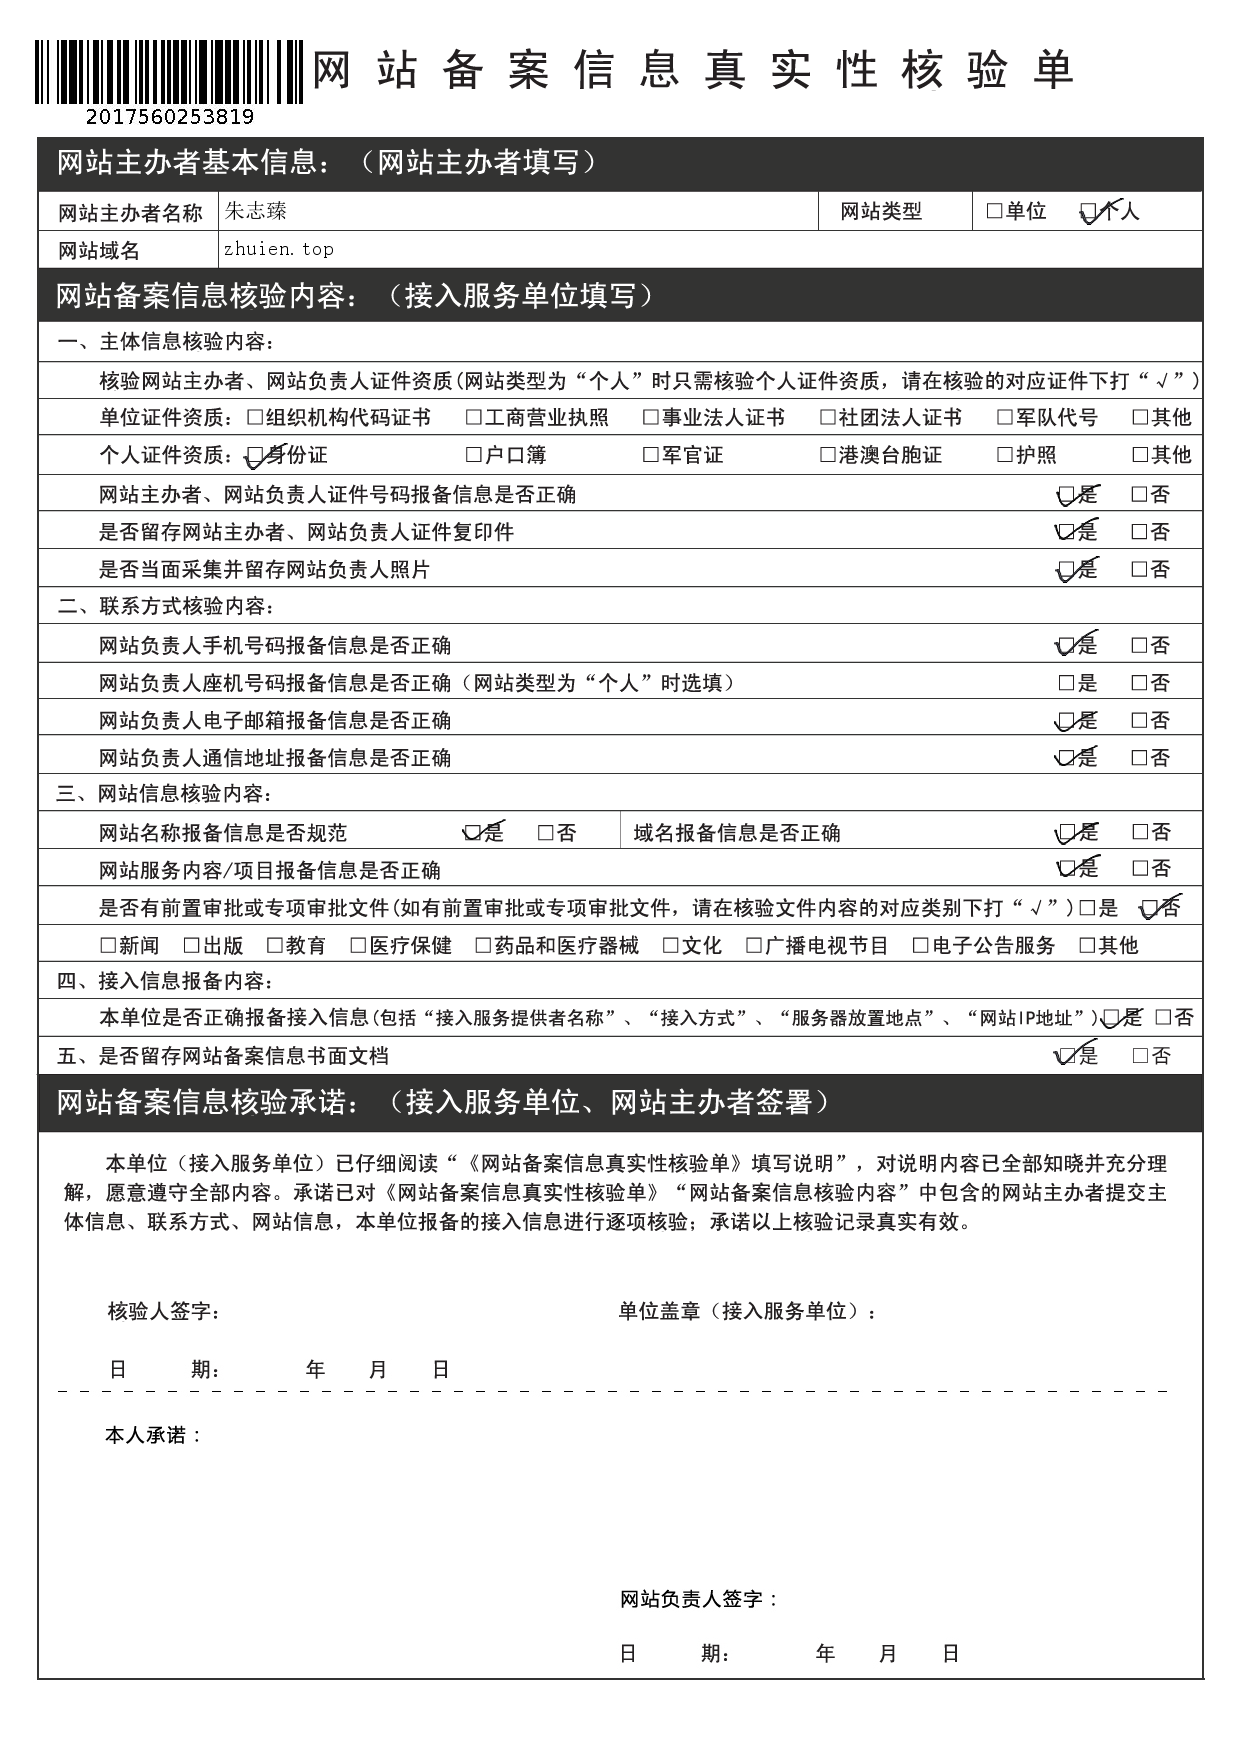 网站备案信息真实性核验单
2017560253819
网站主办者基本信息：（网站主办者填写）
网站主办者名称 朱志臻 网站类型 □单位 ☑个人
网站域名 zhuien.top
网站备案信息核验内容：（接入服务单位填写）
一、主体信息核验内容：
核验网站主办者、网站负责人证件资质(网站类型为“个人”时只需核验个人证件资质，请在核验的对应证件下打“√”)
单位证件资质：□组织机构代码证书 □工商营业执照 □事业法人证书 □社团法人证书 □军队代号 □其他
个人证件资质：☑身份证 □户口簿 □军官证 □港澳台胞证 □护照 □其他
网站主办者、网站负责人证件号码报备信息是否正确 ☑是 □否
是否留存网站主办者、网站负责人证件复印件 ☑是 □否
是否当面采集并留存网站负责人照片 ☑是 □否
二、联系方式核验内容：
网站负责人手机号码报备信息是否正确 ☑是 □否
网站负责人座机号码报备信息是否正确（网站类型为“个人”时选填） □是 □否
网站负责人电子邮箱报备信息是否正确 ☑是 □否
网站负责人通信地址报备信息是否正确 ☑是 □否
三、网站信息核验内容：
网站名称报备信息是否规范 ☑是 □否 域名报备信息是否正确 ☑是 □否
网站服务内容/项目报备信息是否正确 ☑是 □否
是否有前置审批或专项审批文件(如有前置审批或专项审批文件，请在核验文件内容的对应类别下打“√”)□是 ☑否
□新闻 □出版 □教育 □医疗保健 □药品和医疗器械 □文化 □广播电视节目 □电子公告服务 □其他
四、接入信息报备内容：
本单位是否正确报备接入信息(包括“接入服务提供者名称”、“接入方式”、“服务器放置地点”、“网站IP地址”)☑是 □否
五、是否留存网站备案信息书面文档 ☑是 □否
网站备案信息核验承诺：（接入服务单位、网站主办者签署）
本单位（接入服务单位）已仔细阅读“《网站备案信息真实性核验单》填写说明”，对说明内容已全部知晓并充分理
解，愿意遵守全部内容。承诺已对《网站备案信息真实性核验单》“网站备案信息核验内容”中包含的网站主办者提交主
体信息、联系方式、网站信息，本单位报备的接入信息进行逐项核验；承诺以上核验记录真实有效。
核验人签字： 单位盖章（接入服务单位）：
日 期： 年 月 日
本人承诺：
网站负责人签字：
日 期： 年 月 日